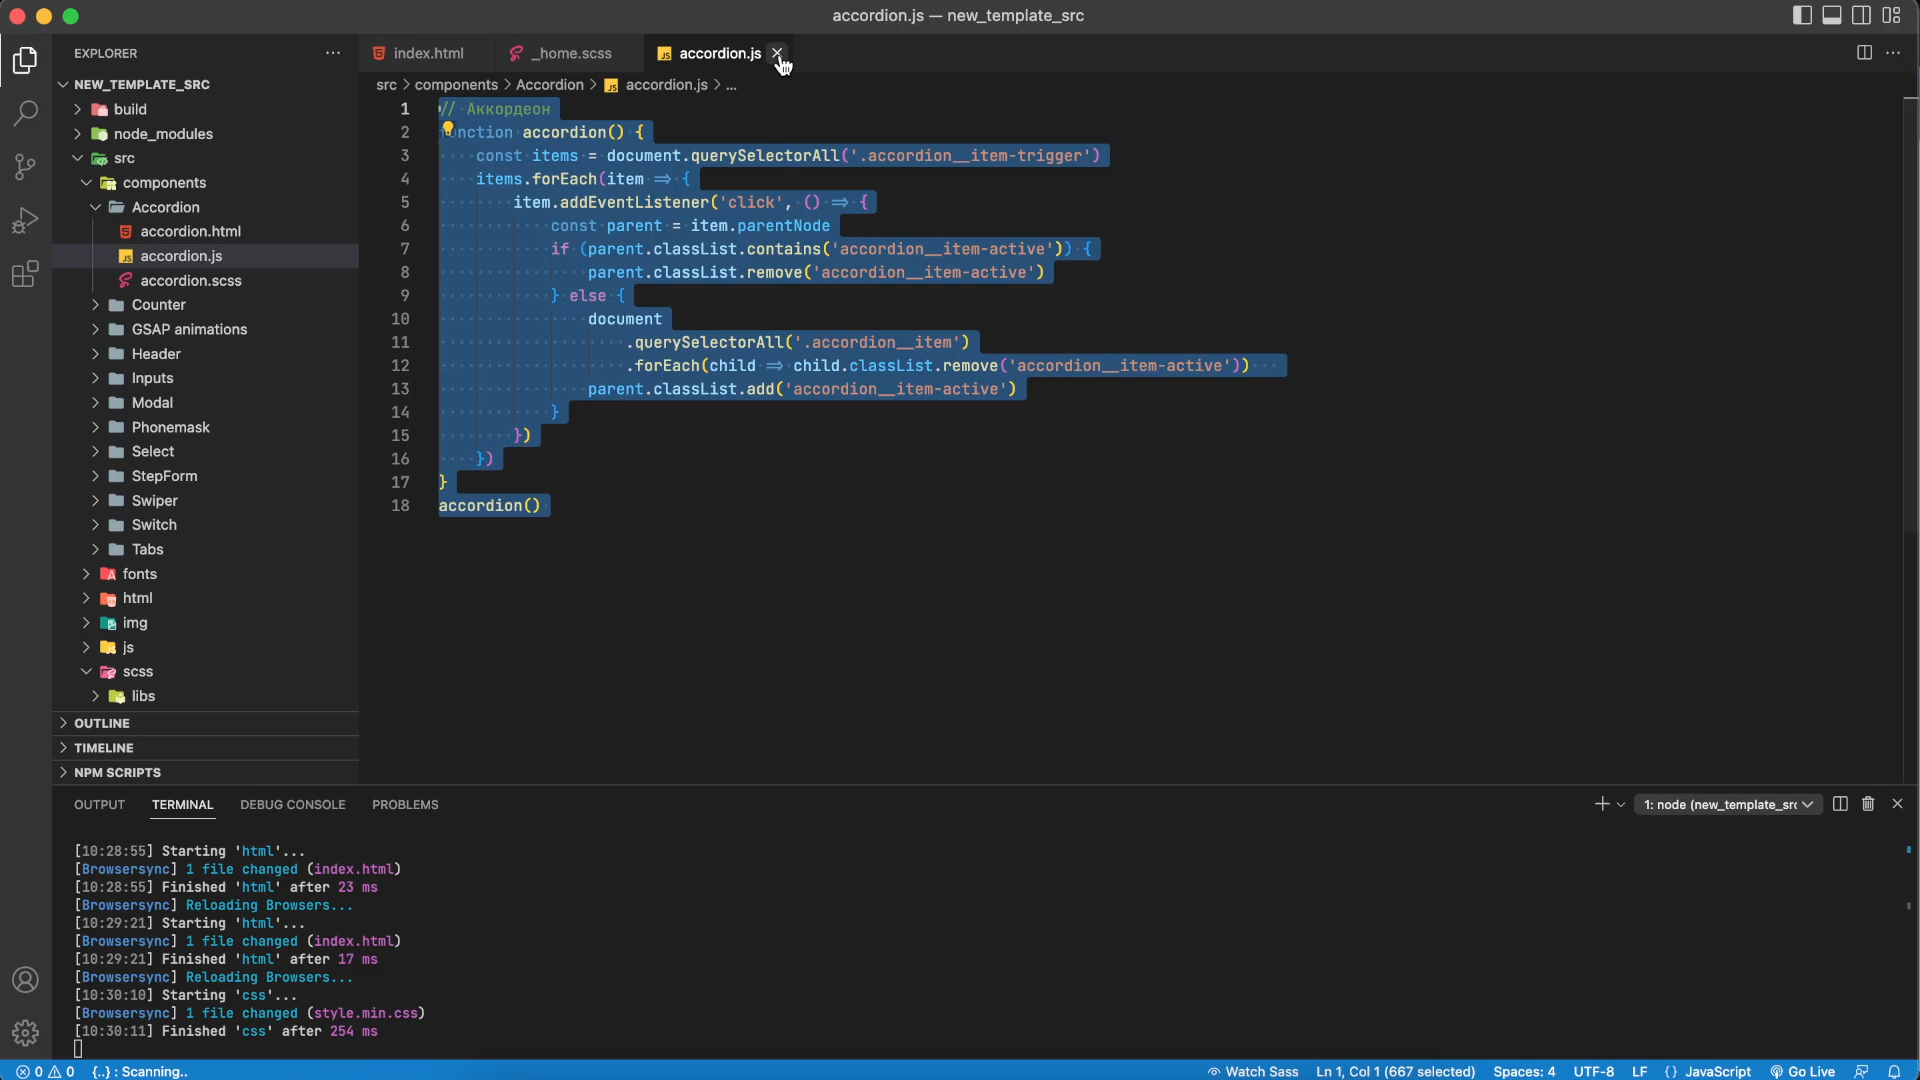 accordion.js — new_template_src
EXPLORER
index.html
_home.scss
accordion.js
NEW_TEMPLATE_SRC
src > components > Accordion > accordion.js > ...
build
node_modules
src
components
Accordion
accordion.html
accordion.js
accordion.scss
Counter
GSAP animations
Header
Inputs
Modal
Phonemask
Select
StepForm
Swiper
Switch
Tabs
fonts
html
img
js
scss
libs
OUTLINE
TIMELINE
NPM SCRIPTS
1 // Аккордеон
2 function accordion() {
3 const items = document.querySelectorAll('.accordion__item-trigger')
4 items.forEach(item => {
5 item.addEventListener('click', () => {
6 const parent = item.parentNode
7 if (parent.classList.contains('accordion__item-active')) {
8 parent.classList.remove('accordion__item-active')
9 } else {
10 document
11 .querySelectorAll('.accordion__item')
12 .forEach(child => child.classList.remove('accordion__item-active'))
13 parent.classList.add('accordion__item-active')
14 }
15 })
16 })
17 }
18 accordion()
OUTPUT TERMINAL DEBUG CONSOLE PROBLEMS
1: node (new_template_src
[10:28:55] Starting 'html'...
[Browsersync] 1 file changed (index.html)
[10:28:55] Finished 'html' after 23 ms
[Browsersync] Reloading Browsers...
[10:29:21] Starting 'html'...
[Browsersync] 1 file changed (index.html)
[10:29:21] Finished 'html' after 17 ms
[Browsersync] Reloading Browsers...
[10:30:10] Starting 'css'...
[Browsersync] 1 file changed (style.min.css)
[10:30:11] Finished 'css' after 254 ms
0 0 {..} : Scanning.. Watch Sass Ln 1, Col 1 (667 selected) Spaces: 4 UTF-8 LF {} JavaScript Go Live